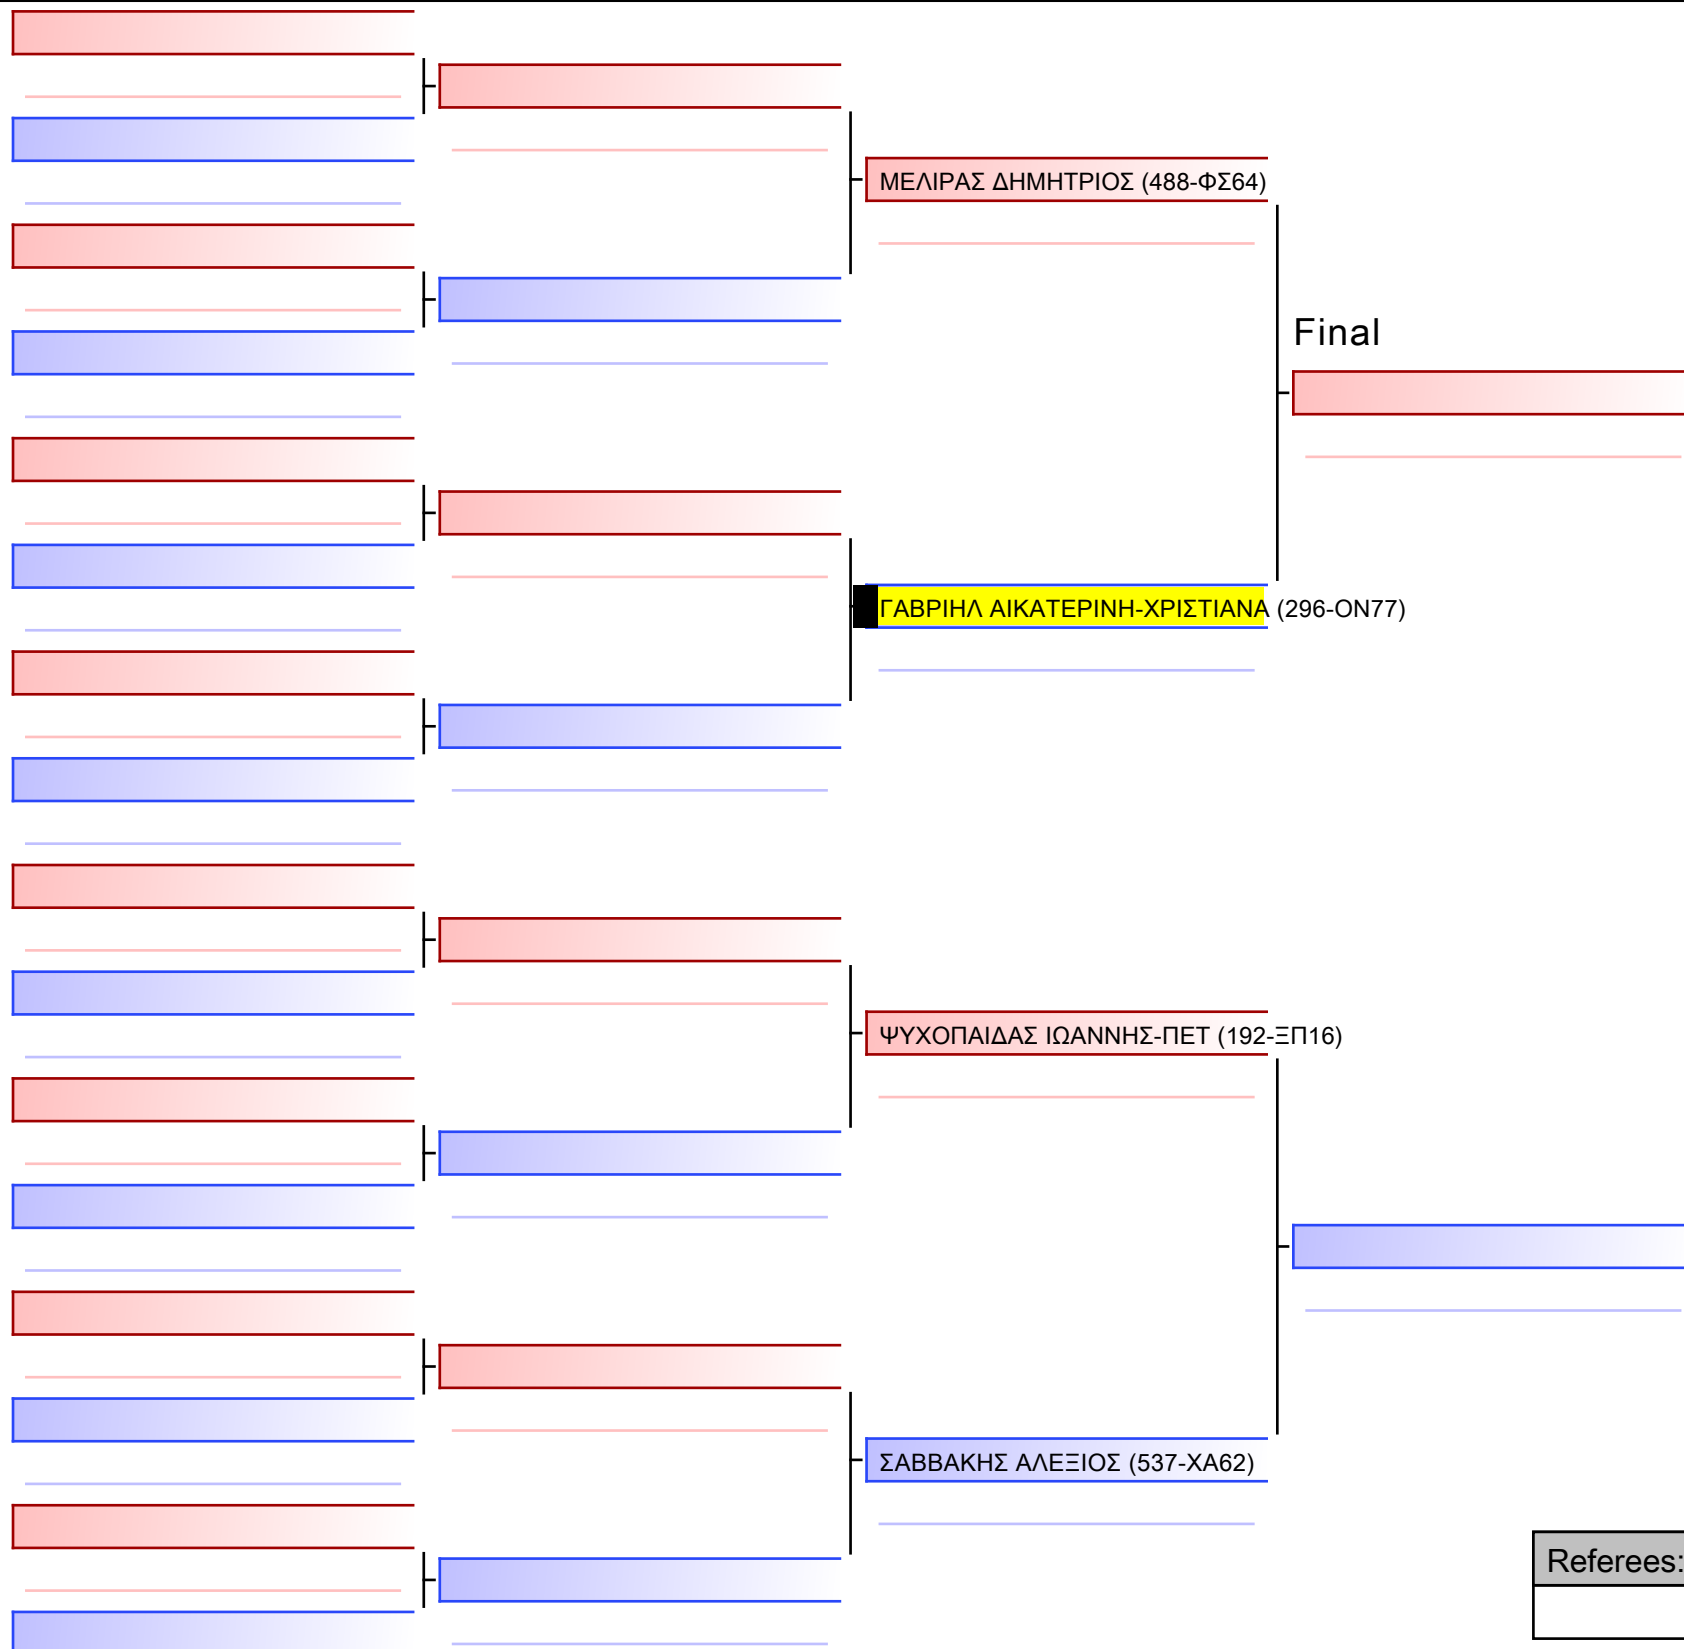 ΜΕΛΙΡΑΣ ΔΗΜΗΤΡΙΟΣ (488-ΦΣ64)
Final
ΓΑΒΡΙΗΛ ΑΙΚΑΤΕΡΙΝΗ-ΧΡΙΣΤΙΑΝΑ (296-ΟΝ77)
ΨΥΧΟΠΑΙΔΑΣ ΙΩΑΝΝΗΣ-ΠΕΤ (192-ΞΠ16)
ΣΑΒΒΑΚΗΣ ΑΛΕΞΙΟΣ (537-ΧΑ62)
Referees: